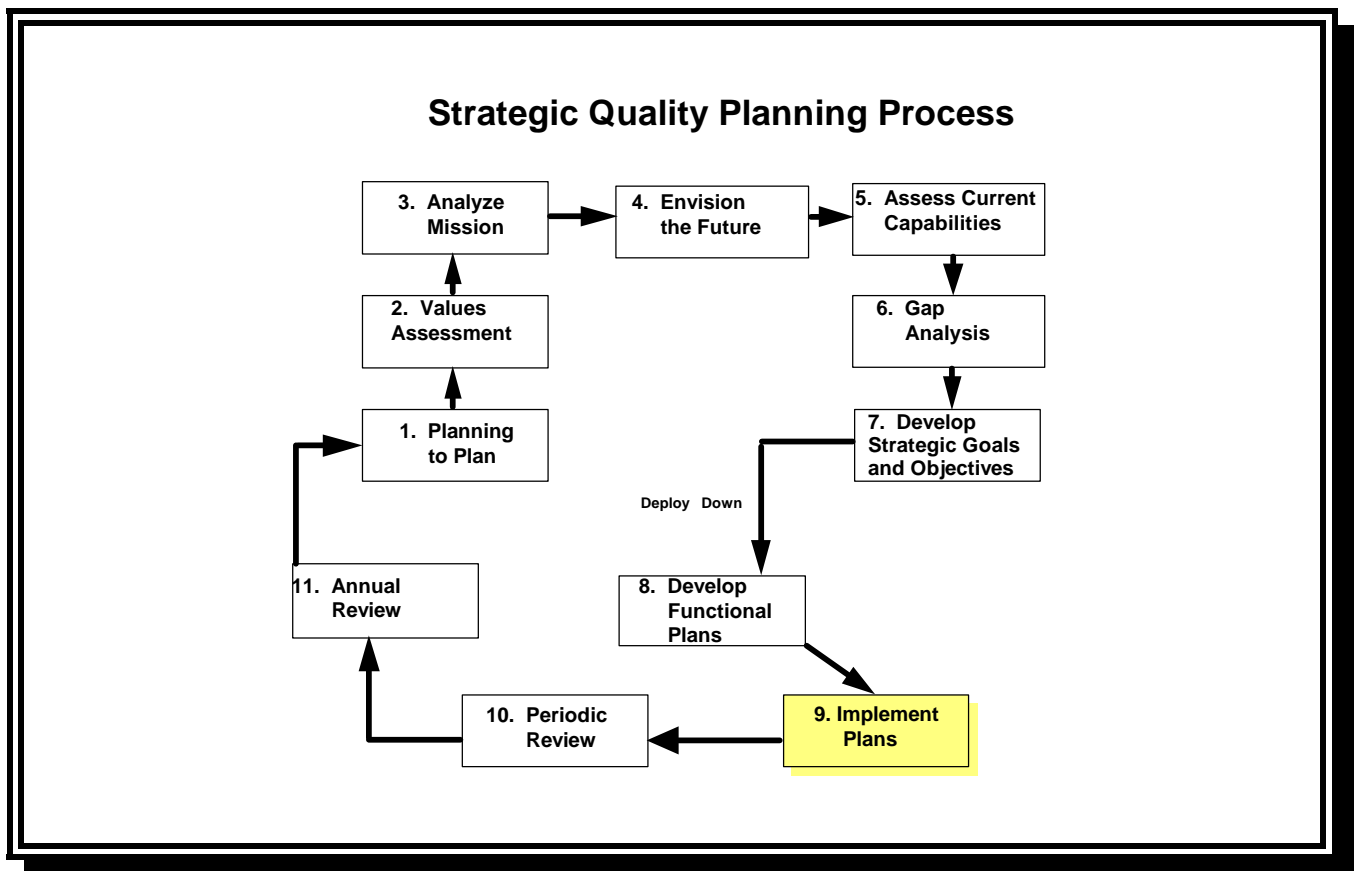 Strategic Quality Planning Process
3. Analyze
Mission
4. Envision
the Future
5. Assess Current
Capabilities
2. Values
Assessment
6. Gap
Analysis
1. Planning
to Plan
7. Develop
Strategic Goals
and Objectives
Deploy Down
11. Annual
Review
8. Develop
Functional
Plans
10. Periodic
Review
9. Implement
Plans